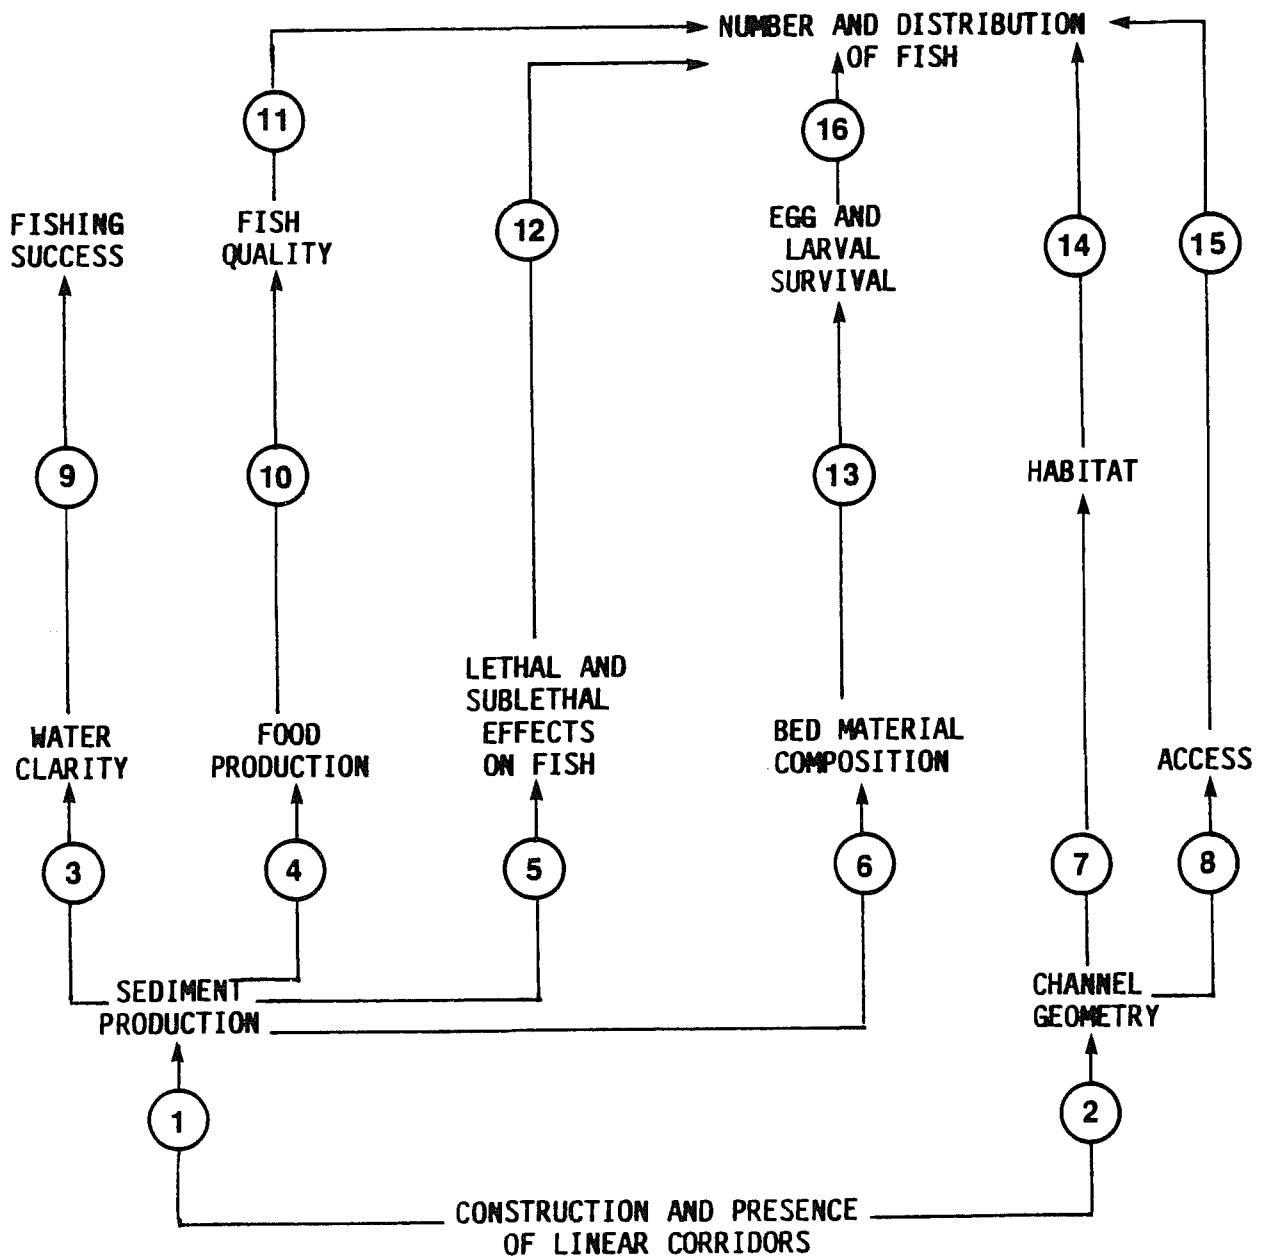 NUMBER AND DISTRIBUTION
OF FISH
11
16
FISHING
SUCCESS
FISH
QUALITY
12
EGG AND
LARVAL
SURVIVAL
14
15
9
10
13
HABITAT
WATER
CLARITY
FOOD
PRODUCTION
LETHAL AND
SUBLETHAL
EFFECTS
ON FISH
BED MATERIAL
COMPOSITION
ACCESS
3
4
5
6
7
8
SEDIMENT
PRODUCTION
CHANNEL
GEOMETRY
1
2
CONSTRUCTION AND PRESENCE
OF LINEAR CORRIDORS